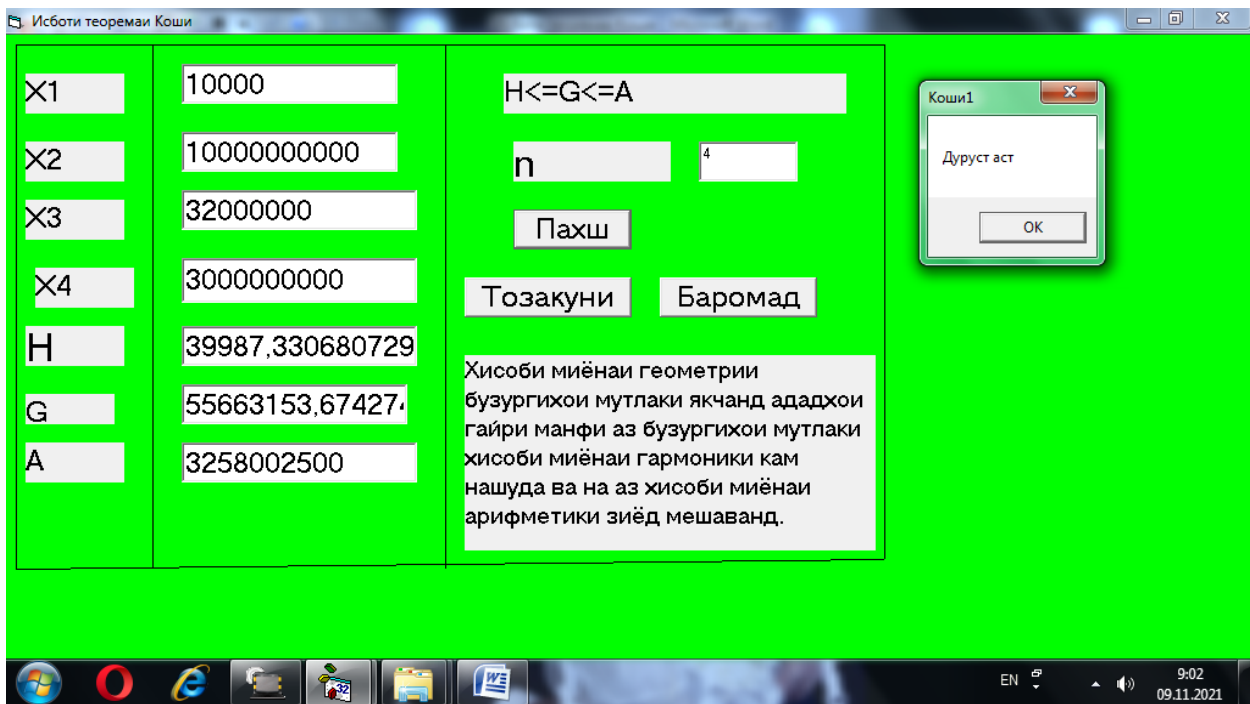 Исботи теоремаи Коши
X1
10000
X2
10000000000
X3
32000000
X4
3000000000
H
39987,330680729
G
55663153,674274
A
3258002500
H<=G<=A
n
4
Пахш
Тозакуни
Баромад
Хисоби миёнаи геометрии
бузургихои мутлаки якчанд ададхои
гайри манфи аз бузургихои мутлаки
хисоби миёнаи гармоники кам
нашуда ва на аз хисоби миёнаи
арифметики зиёд мешаванд.
Коши1
Дуруст аст
OK
EN
9:02
09.11.2021